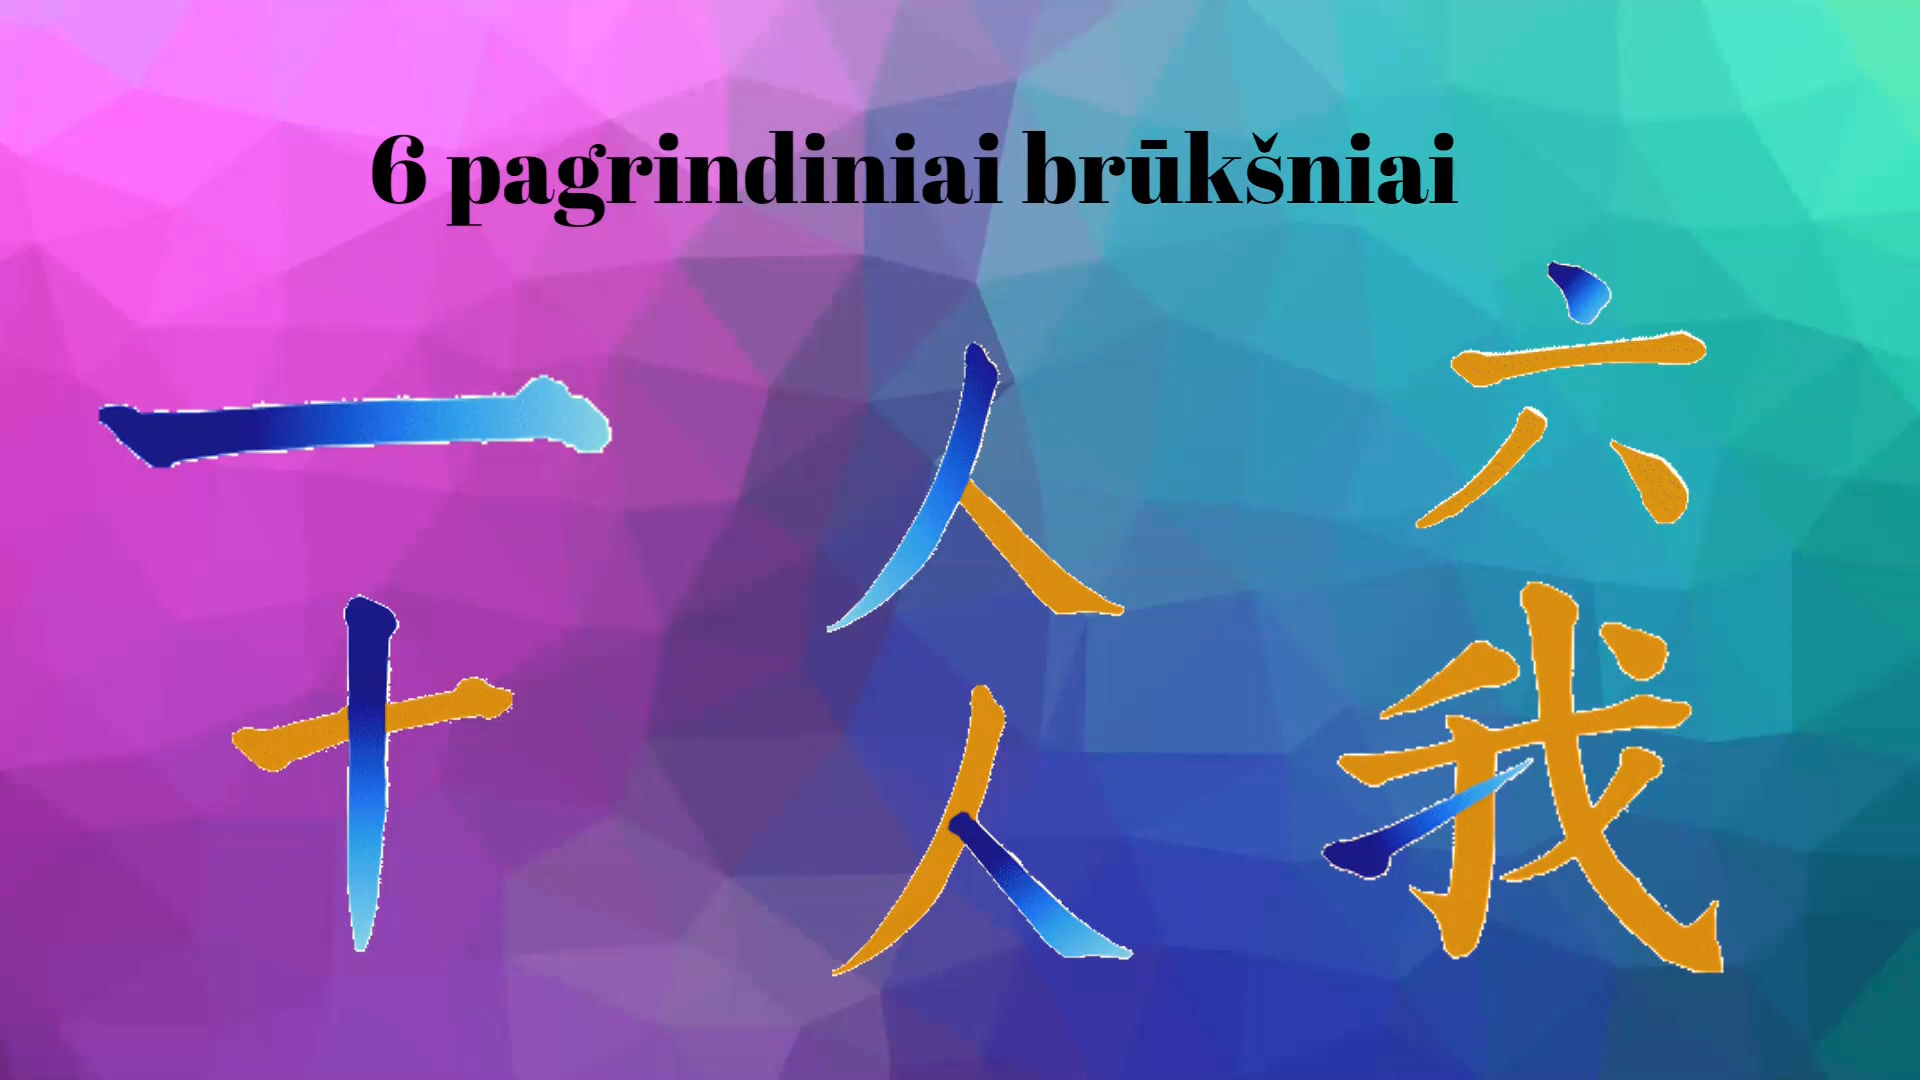 6 pagrindiniai brūkšniai
一 人 六
十 人 我